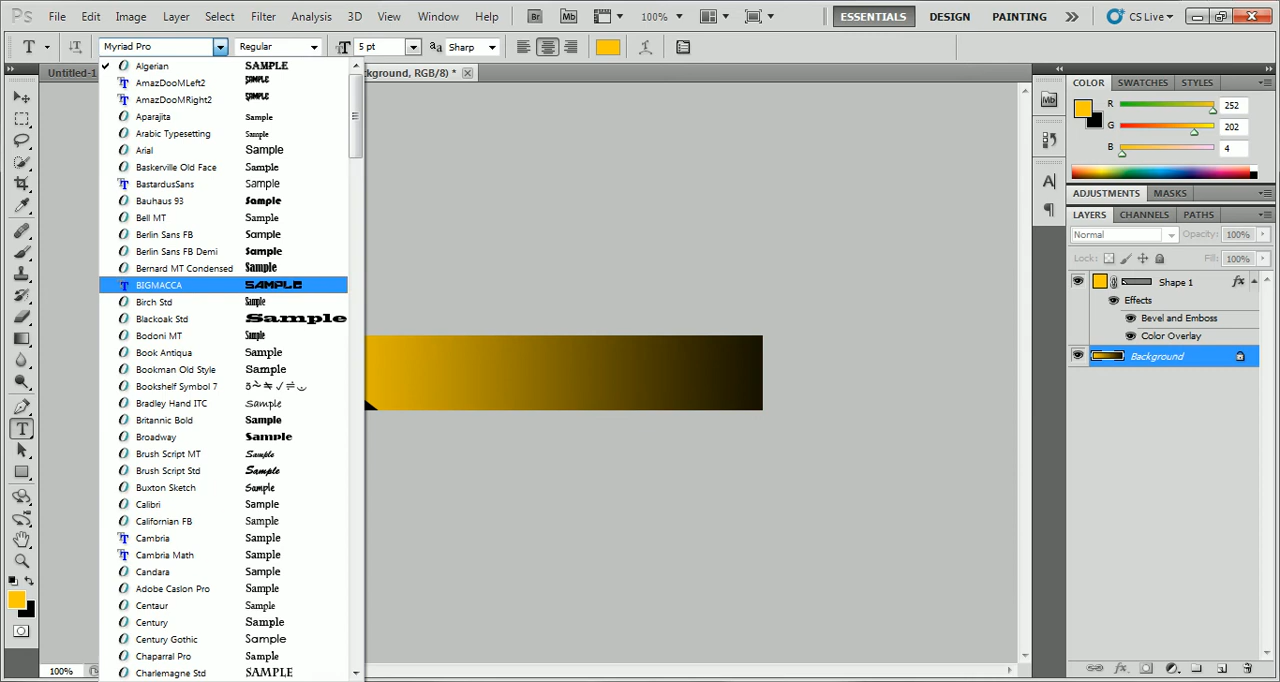 Ps File Edit Image Layer Select Filter Analysis 3D View Window Help Br Mb 100% ESSENTIALS DESIGN PAINTING CS Live
T Myriad Pro Regular 5 pt aa Sharp
Untitled-1 kground, RGB/8) *
Algerian SAMPLE
AmazDooMLeft2 SAMPLE
AmazDooMRight2 SAMPLE
Aparajita Sample
Arabic Typesetting Sample
Arial Sample
Baskerville Old Face Sample
BastardusSans Sample
Bauhaus 93 Sample
Bell MT Sample
Berlin Sans FB Sample
Berlin Sans FB Demi Sample
Bernard MT Condensed Sample
BIGMACCA SAMPLE
Birch Std Sample
Blackoak Std Sample
Bodoni MT Sample
Book Antiqua Sample
Bookman Old Style Sample
Bookshelf Symbol 7
Bradley Hand ITC Sample
Britannic Bold Sample
Broadway Sample
Brush Script MT Sample
Brush Script Std Sample
Buxton Sketch Sample
Calibri Sample
Californian FB Sample
Cambria Sample
Cambria Math Sample
Candara Sample
Adobe Caslon Pro Sample
Centaur Sample
Century Sample
Century Gothic Sample
Chaparral Pro Sample
Charlemagne Std SAMPLE
100%
Mb
A
COLOR SWATCHES STYLES
R 252
G 202
B 4
ADJUSTMENTS MASKS
LAYERS CHANNELS PATHS
Normal Opacity: 100%
Lock: Fill: 100%
Shape 1 fx
Effects
Bevel and Emboss
Color Overlay
Background
fx